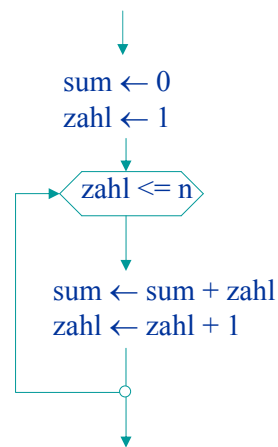 sum ← 0
zahl ← 1
zahl <= n
sum ← sum + zahl
zahl ← zahl + 1